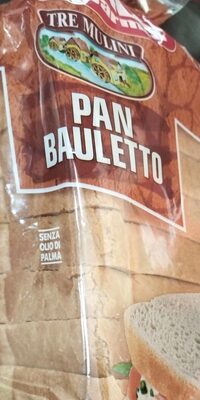 TRE MULINI
PAN
BAULETTO
SENZA
OLIO DI
PALMA